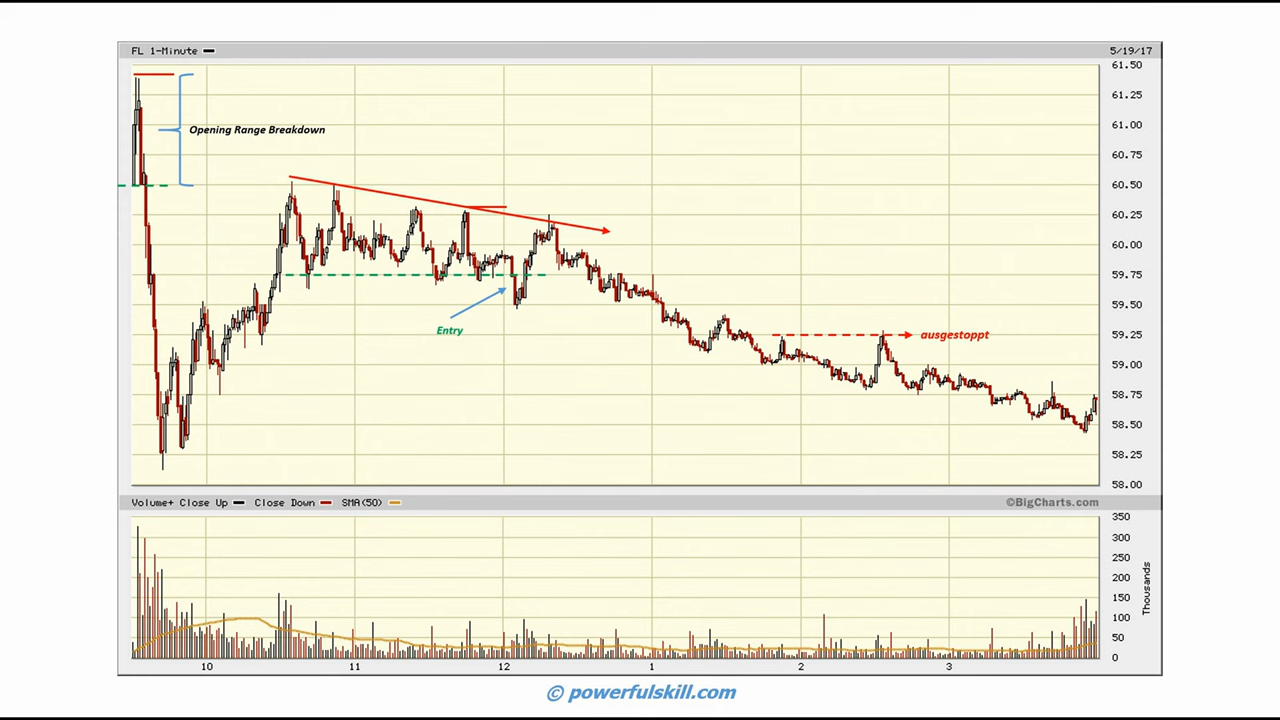 FL 1-Minute
5/19/17
61.50
61.25
61.00
60.75
60.50
60.25
60.00
59.75
59.50
59.25
59.00
58.75
58.50
58.25
58.00
Opening Range Breakdown
Entry
ausgestoppt
Volume+ Close Up Close Down SMA(50)
©BigCharts.com
350
300
250
200
150
100
50
0
Thousands
10 11 12 1 2 3
© powerfulskill.com